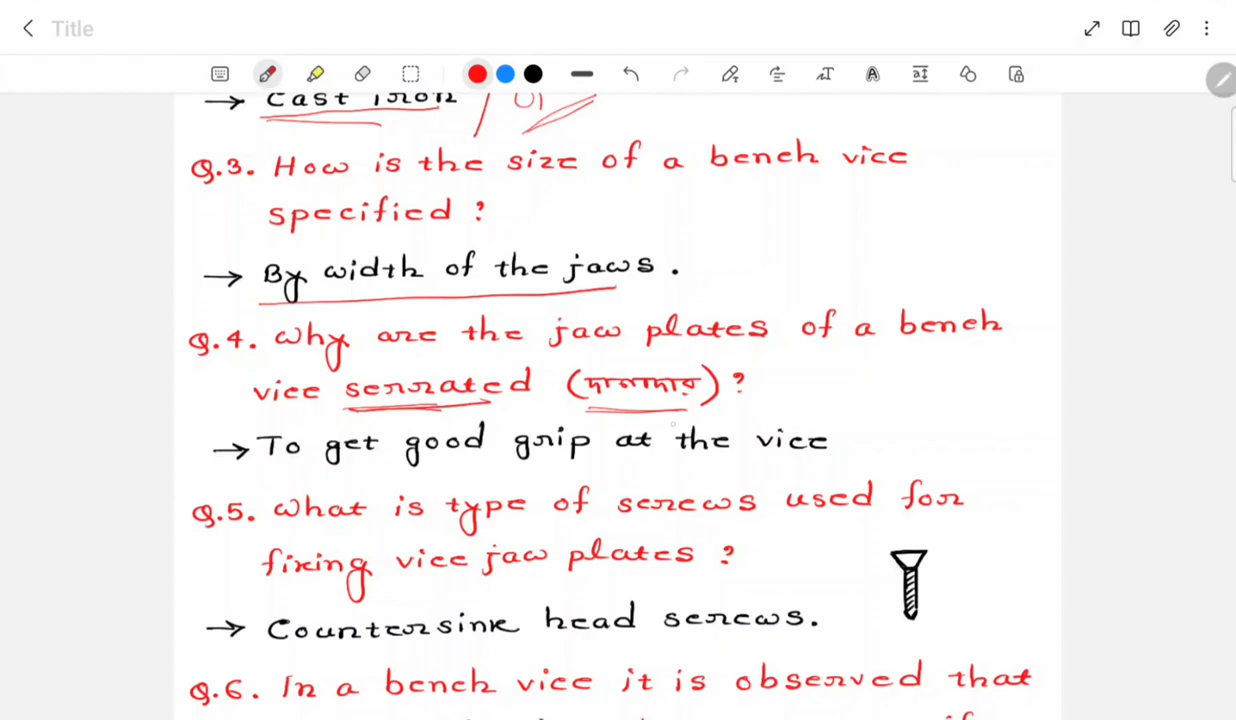 Title
→ Cast iron / CI
Q.3. How is the size of a bench vice
specified ?
→ By width of the jaws .
Q.4. Why are the jaw plates of a bench
vice serrated ( ) ?
→ To get good grip at the vice
Q.5. What is type of screws used for
fixing vice jaw plates ?
→ Countersink head screws.
Q.6. In a bench vice it is observed that